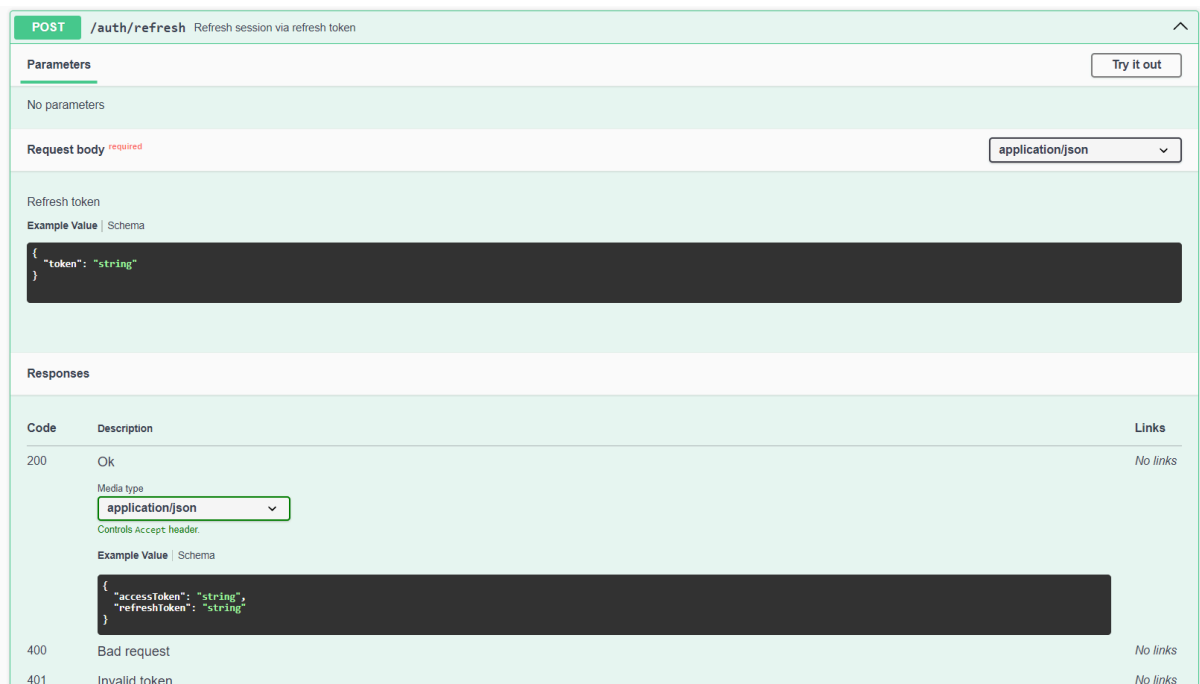 POST /auth/refresh Refresh session via refresh token
Parameters Try it out
No parameters
Request body required application/json
Refresh token
Example Value Schema
{
"token": "string"
}
Responses
Code Description Links
200 Ok No links
Media type
application/json
Controls Accept header.
Example Value Schema
{
"accessToken": "string",
"refreshToken": "string"
}
400 Bad request No links
401 Invalid token No links